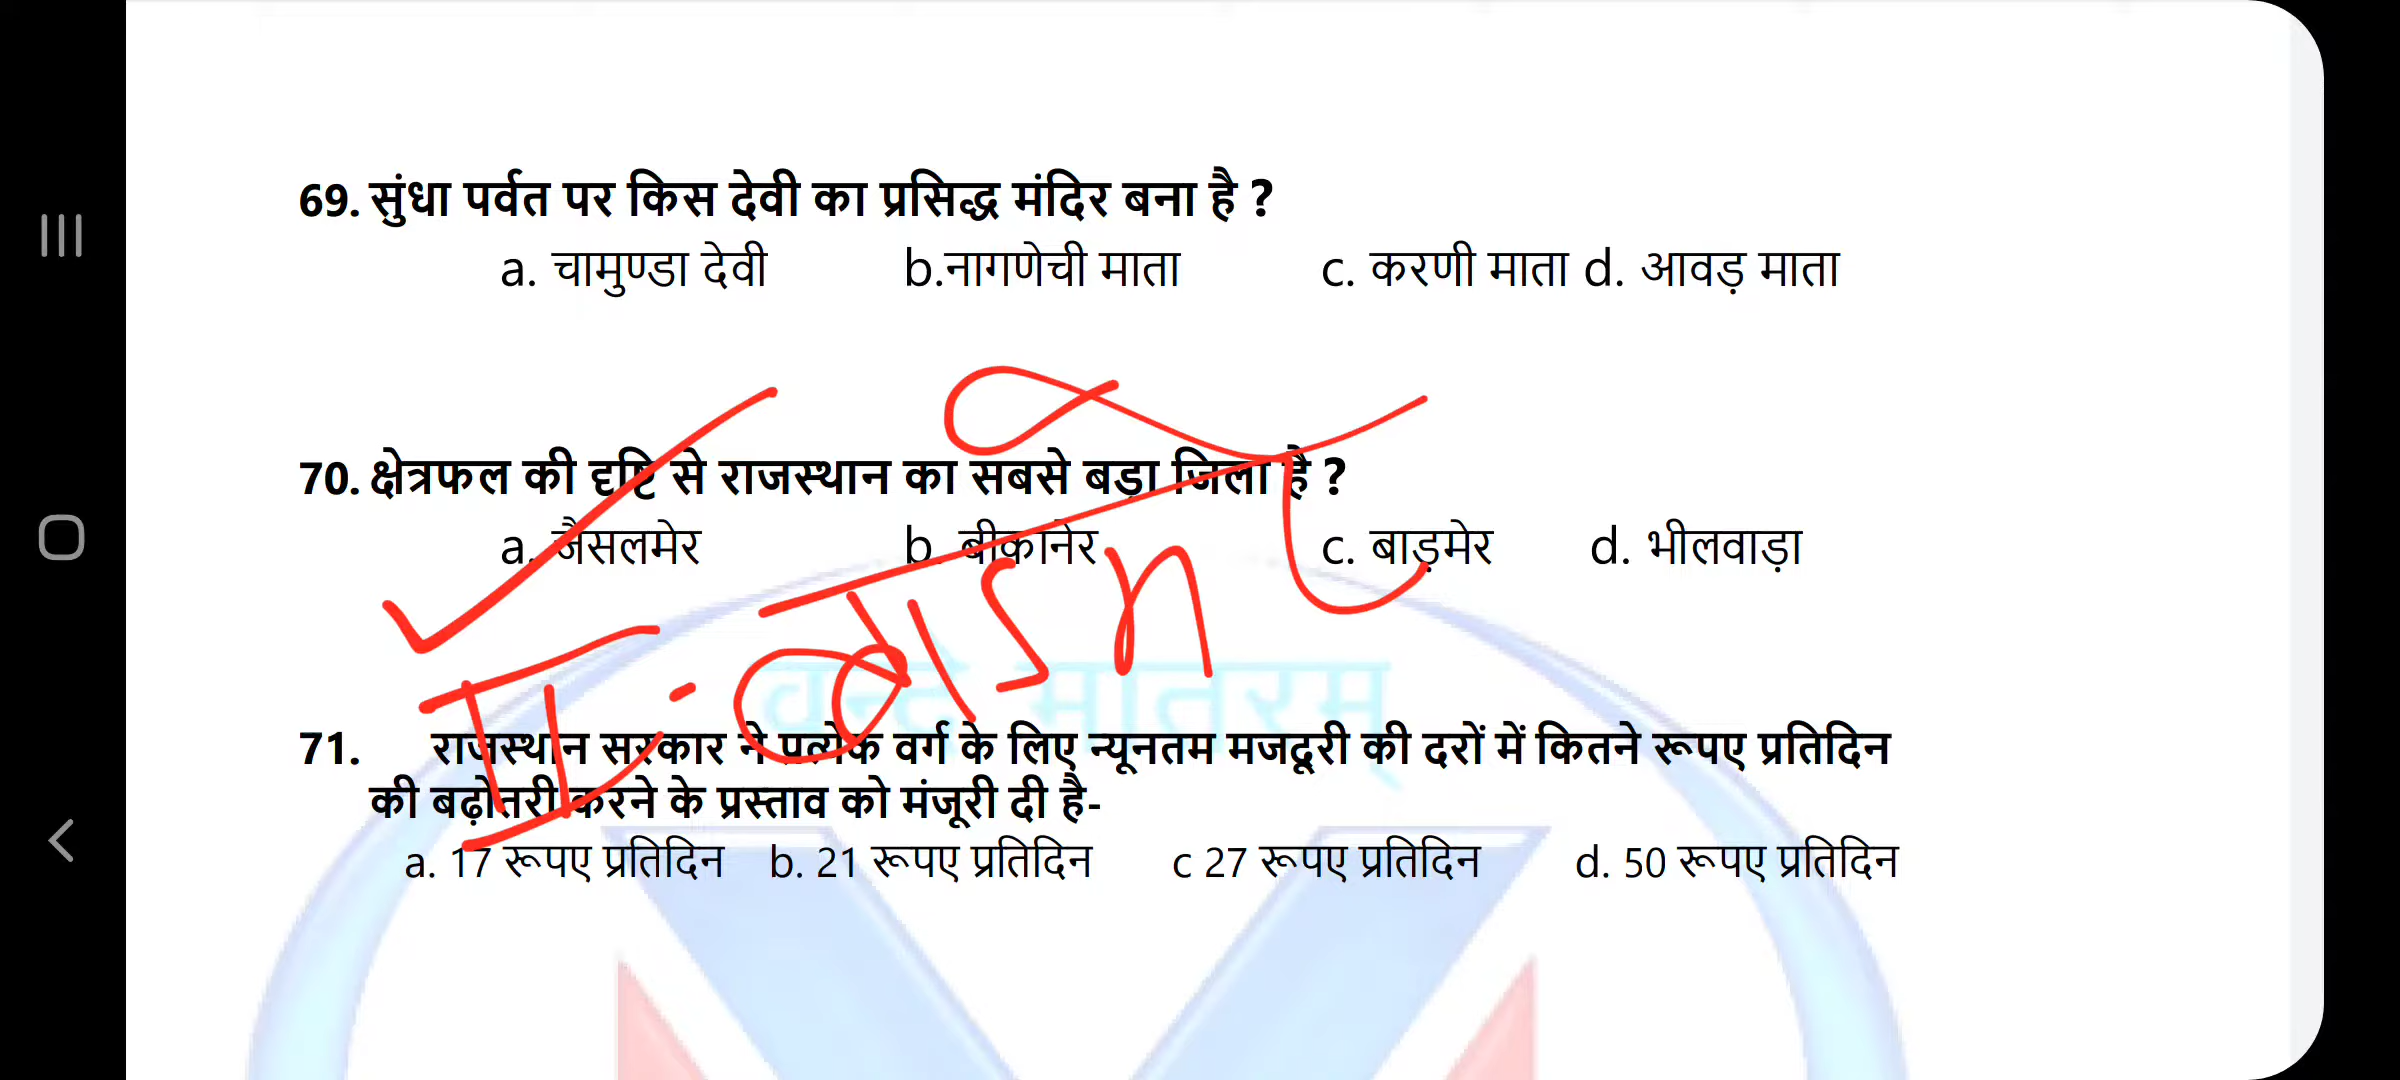 69. सुंधा पर्वत पर किस देवी का प्रसिद्ध मंदिर बना है ?
a. चामुण्डा देवी b.नागणेची माता c. करणी माता d. आवड़ माता
70. क्षेत्रफल की दृष्टि से राजस्थान का सबसे बड़ा जिला है ?
a. जैसलमेर b. बीकानेर c. बाड़मेर d. भीलवाड़ा
वन्दे मातरम्
71. राजस्थान सरकार ने प्रत्येक वर्ग के लिए न्यूनतम मजदूरी की दरों में कितने रूपए प्रतिदिन
की बढ़ोतरी करने के प्रस्ताव को मंजूरी दी है-
a. 17 रूपए प्रतिदिन b. 21 रूपए प्रतिदिन c 27 रूपए प्रतिदिन d. 50 रूपए प्रतिदिन